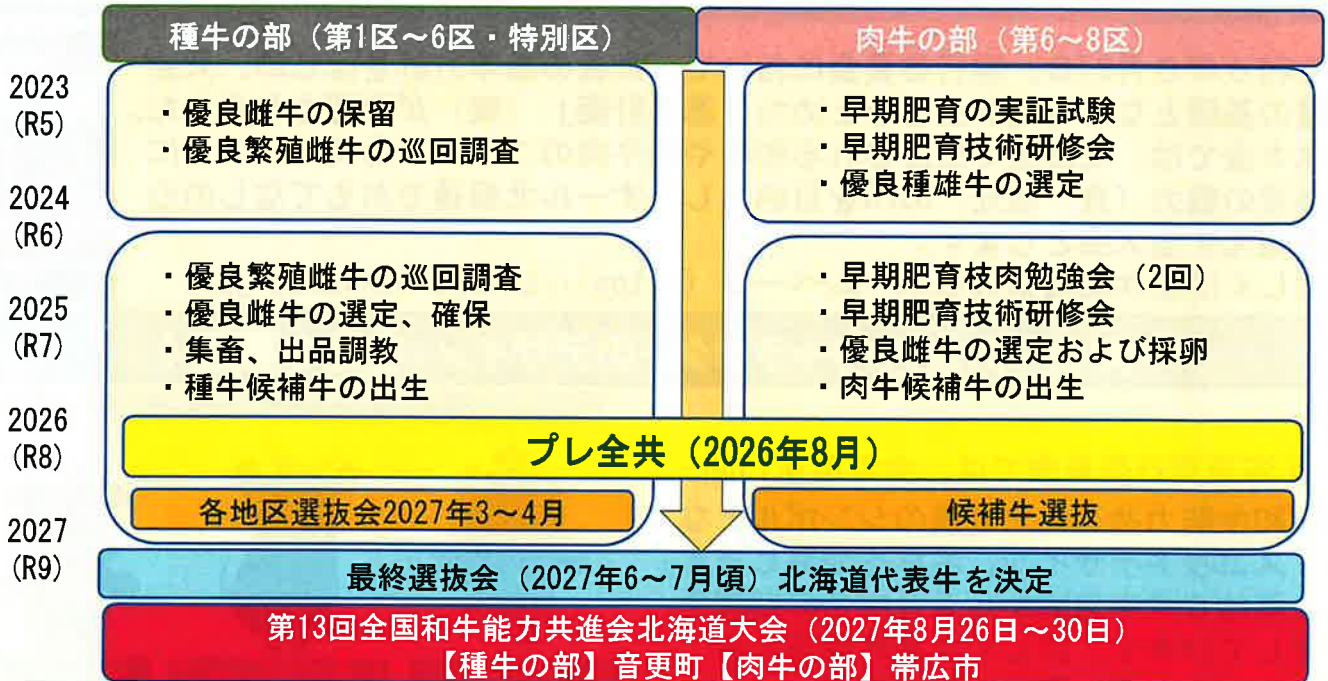 種牛の部（第1区～6区・特別区）
肉牛の部（第6～8区）
2023
(R5)
2024
(R6)
2025
(R7)
2026
(R8)
2027
(R9)
・優良雌牛の保留
・優良繁殖雌牛の巡回調査
・早期肥育の実証試験
・早期肥育技術研修会
・優良種雄牛の選定
・優良繁殖雌牛の巡回調査
・優良雌牛の選定、確保
・集畜、出品調教
・種牛候補牛の出生
・早期肥育枝肉勉強会（2回）
・早期肥育技術研修会
・優良雌牛の選定および採卵
・肉牛候補牛の出生
プレ全共（2026年8月）
各地区選抜会2027年3～4月
候補牛選抜
最終選抜会（2027年6～7月頃）北海道代表牛を決定
第13回全国和牛能力共進会北海道大会（2027年8月26日～30日）
【種牛の部】音更町【肉牛の部】帯広市